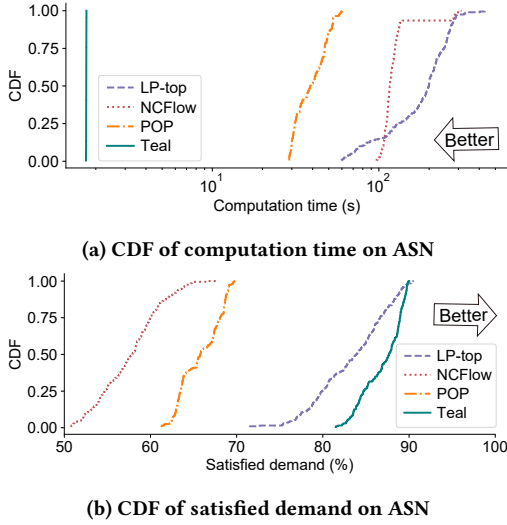 1.00
0.75
0.50
0.25
0.00
CDF
LP-top
NCFlow
POP
Teal
Better
10¹
10²
Computation time (s)
(a) CDF of computation time on ASN
1.00
0.75
0.50
0.25
0.00
CDF
Better
LP-top
NCFlow
POP
Teal
50 60 70 80 90 100
Satisfied demand (%)
(b) CDF of satisfied demand on ASN